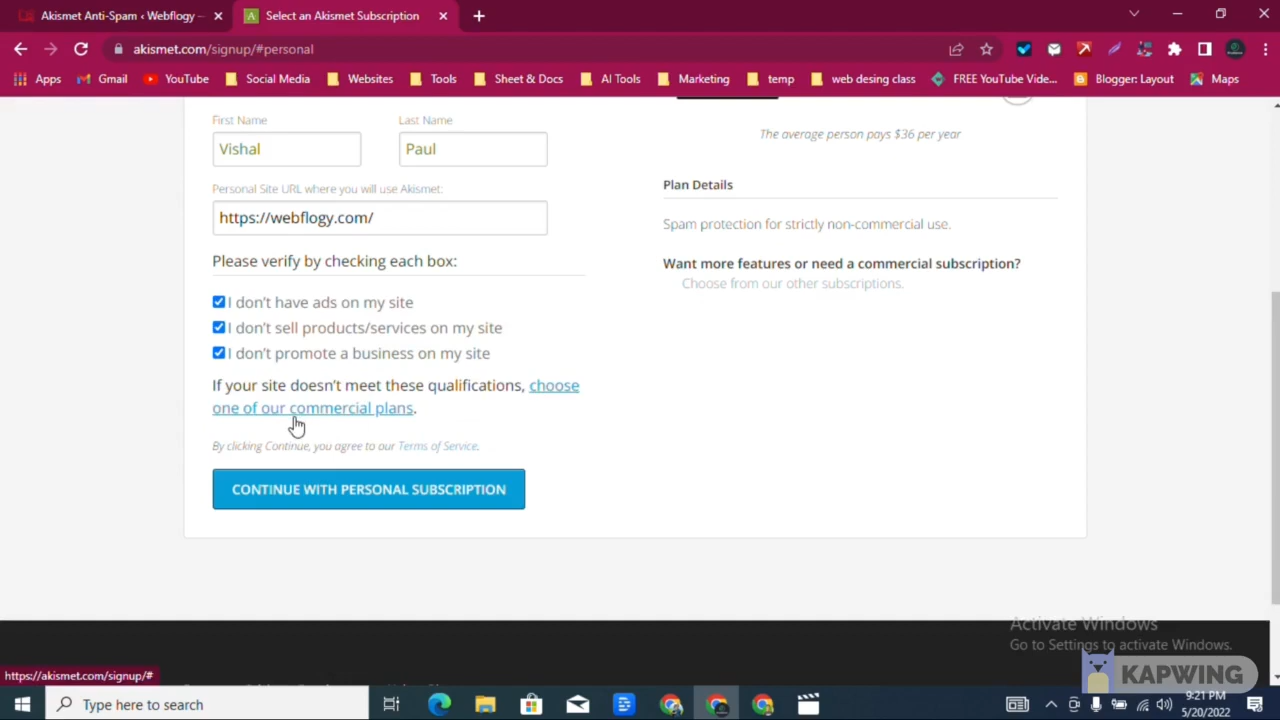 Akismet Anti-Spam ‹ Webflogy –
Select an Akismet Subscription
akismet.com/signup/#personal
Apps Gmail YouTube Social Media Websites Tools Sheet & Docs AI Tools Marketing temp web desing class FREE YouTube Vide... Blogger: Layout Maps
First Name Last Name
Vishal Paul
Personal Site URL where you will use Akismet:
https://webflogy.com/
Please verify by checking each box:
I don't have ads on my site
I don't sell products/services on my site
I don't promote a business on my site
If your site doesn't meet these qualifications, choose
one of our commercial plans.
By clicking Continue, you agree to our Terms of Service.
CONTINUE WITH PERSONAL SUBSCRIPTION
The average person pays $36 per year
Plan Details
Spam protection for strictly non-commercial use.
Want more features or need a commercial subscription?
Choose from our other subscriptions.
Activate Windows
Go to Settings to activate Windows.
KAPWING
https://akismet.com/signup/#
Type here to search
9:21 PM
5/20/2022